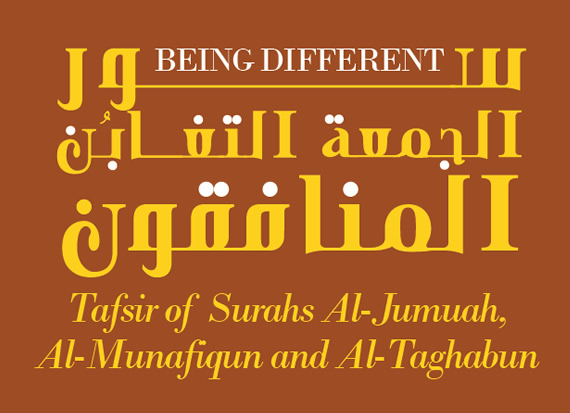 BEING DIFFERENT
سور
الجمعة التغابُن
المنافقون
Tafsir of Surahs Al-Jumuah,
Al-Munafiqun and Al-Taghabun